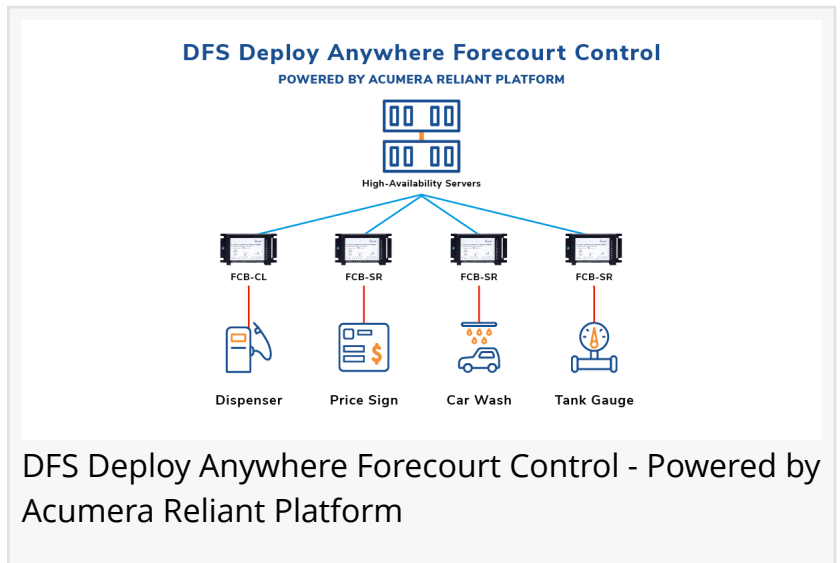 DFS Deploy Anywhere Forecourt Control
POWERED BY ACUMERA RELIANT PLATFORM
High-Availability Servers
FCB-CL FCB-SR FCB-SR FCB-SR
$
Dispenser Price Sign Car Wash Tank Gauge
DFS Deploy Anywhere Forecourt Control - Powered by
Acumera Reliant Platform